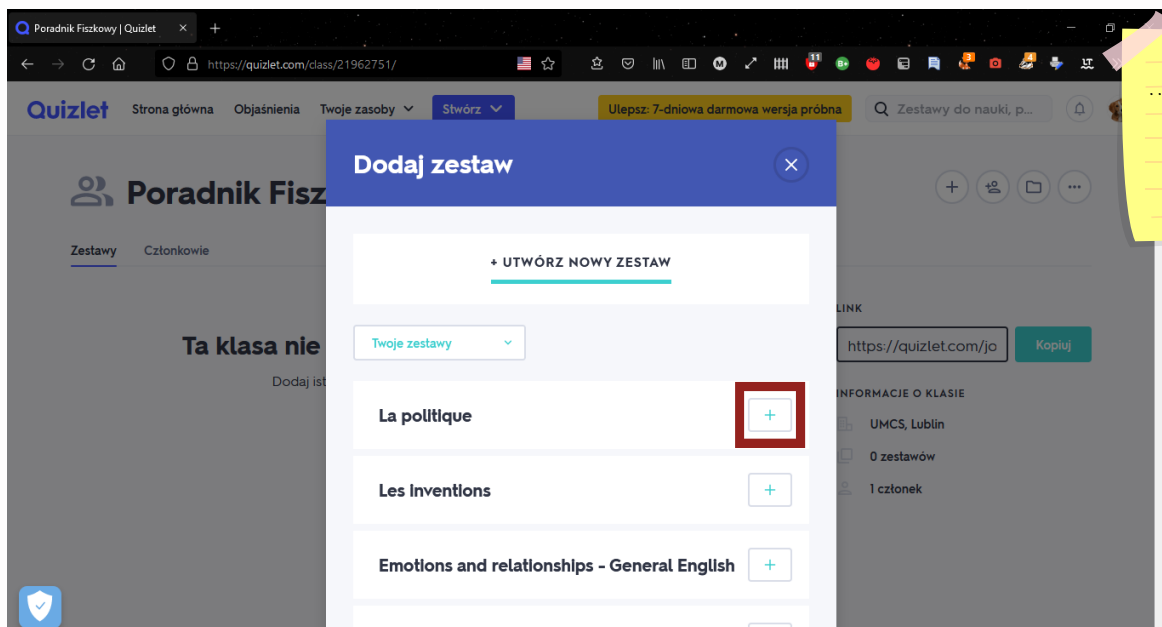 Poradnik Fiszkowy | Quizlet
https://quizlet.com/class/21962751/
Quizlet
Strona główna
Objaśnienia
Twoje zasoby
Stwórz
Ulepsz: 7-dniowa darmowa wersja próbna
Zestawy do nauki, p...
Dodaj zestaw
Poradnik Fisz
Zestawy
Członkowie
+ UTWÓRZ NOWY ZESTAW
LINK
Ta klasa nie
Twoje zestawy
https://quizlet.com/jo
Kopiuj
Dodaj ist
INFORMACJE O KLASIE
La politique
UMCS, Lublin
0 zestawów
Les inventions
1 członek
Emotions and relationships - General English